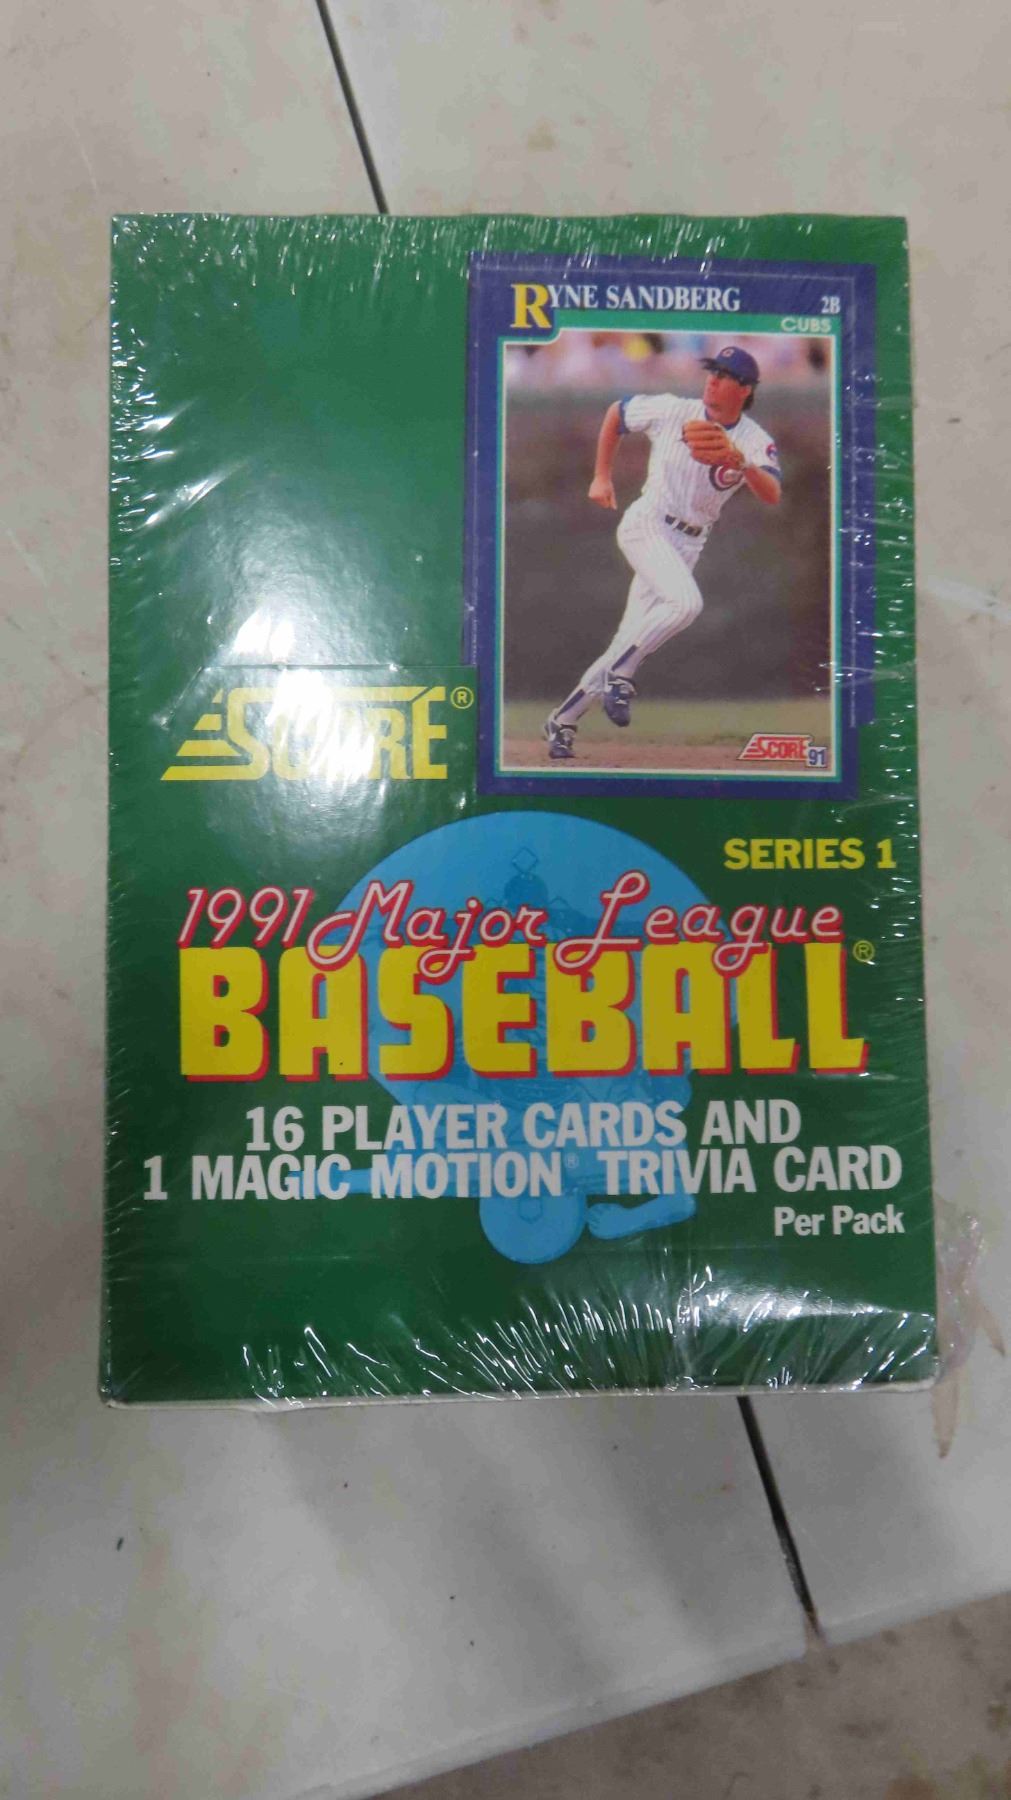 RYNE SANDBERG 2B
CUBS
SCORE 91
SCORE®
SERIES 1
1991 Major League
BASEBALL®
16 PLAYER CARDS AND
1 MAGIC MOTION® TRIVIA CARD
Per Pack